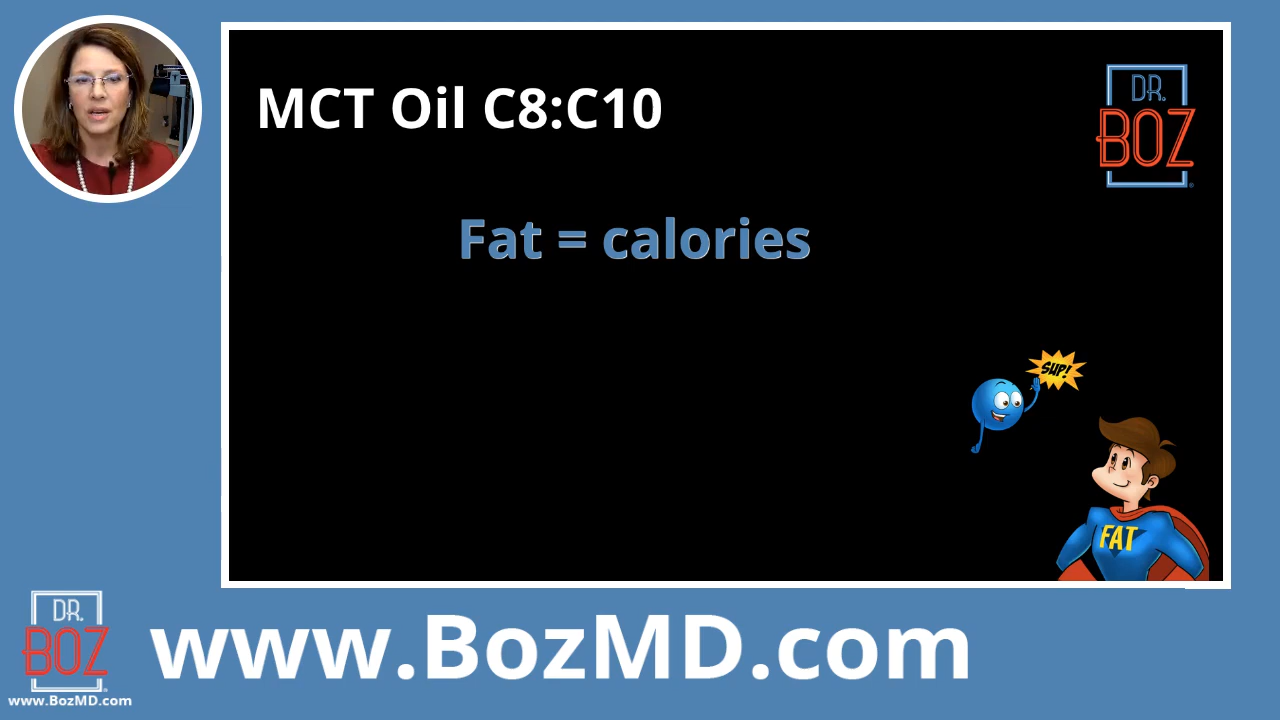 MCT Oil C8:C10
DR.
BOZ
Fat = calories
SUP!
FAT
DR.
BOZ
www.BozMD.com
www.BozMD.com